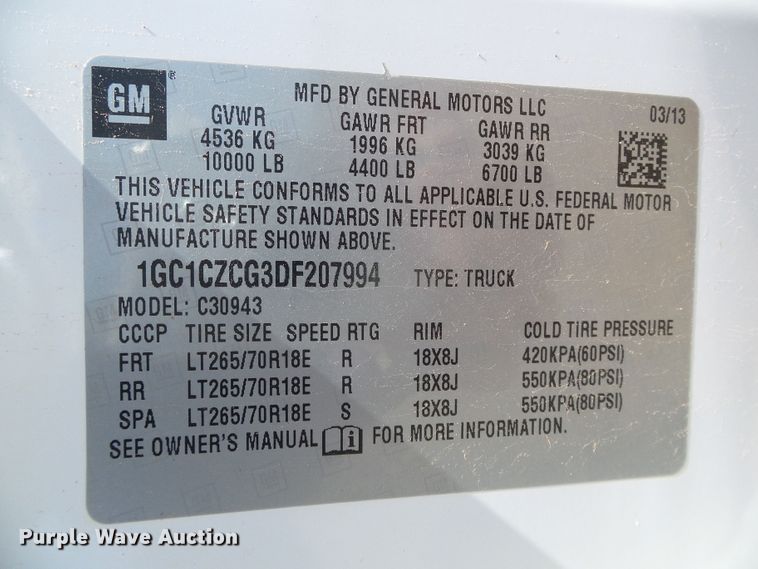 GM ®
MFD BY GENERAL MOTORS LLC 03/13
GVWR GAWR FRT GAWR RR
4536 KG 1996 KG 3039 KG
10000 LB 4400 LB 6700 LB
THIS VEHICLE CONFORMS TO ALL APPLICABLE U.S. FEDERAL MOTOR
VEHICLE SAFETY STANDARDS IN EFFECT ON THE DATE OF
MANUFACTURE SHOWN ABOVE.
1GC1CZCG3DF207994 TYPE: TRUCK
MODEL: C30943
CCCP TIRE SIZE SPEED RTG RIM COLD TIRE PRESSURE
FRT LT265/70R18E R 18X8J 420KPA(60PSI)
RR LT265/70R18E R 18X8J 550KPA(80PSI)
SPA LT265/70R18E S 18X8J 550KPA(80PSI)
SEE OWNER'S MANUAL i FOR MORE INFORMATION.
Purple Wave Auction